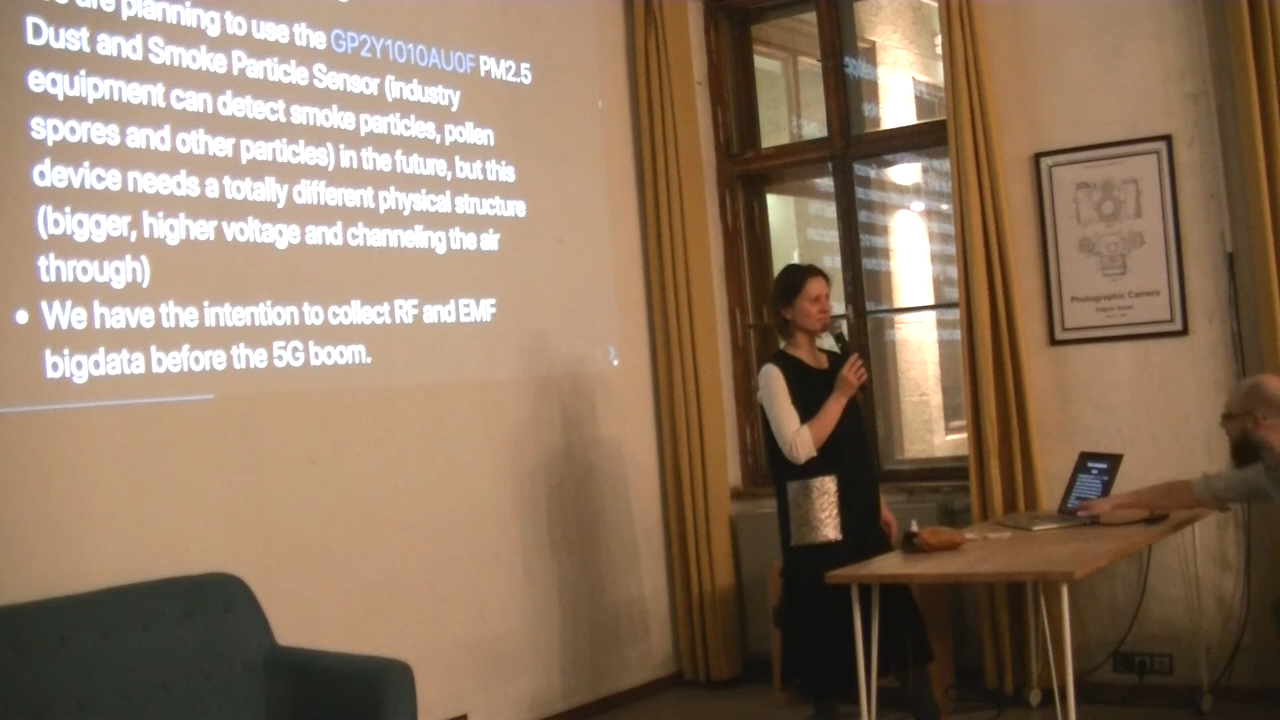 are planning to use the GP2Y1010AU0F PM2.5
Dust and Smoke Particle Sensor (industry
equipment can detect smoke particles, pollen
spores and other particles) in the future, but this
device needs a totally different physical structure
(bigger, higher voltage and channeling the air
through)
• We have the intention to collect RF and EMF
bigdata before the 5G boom.
Photographic Camera